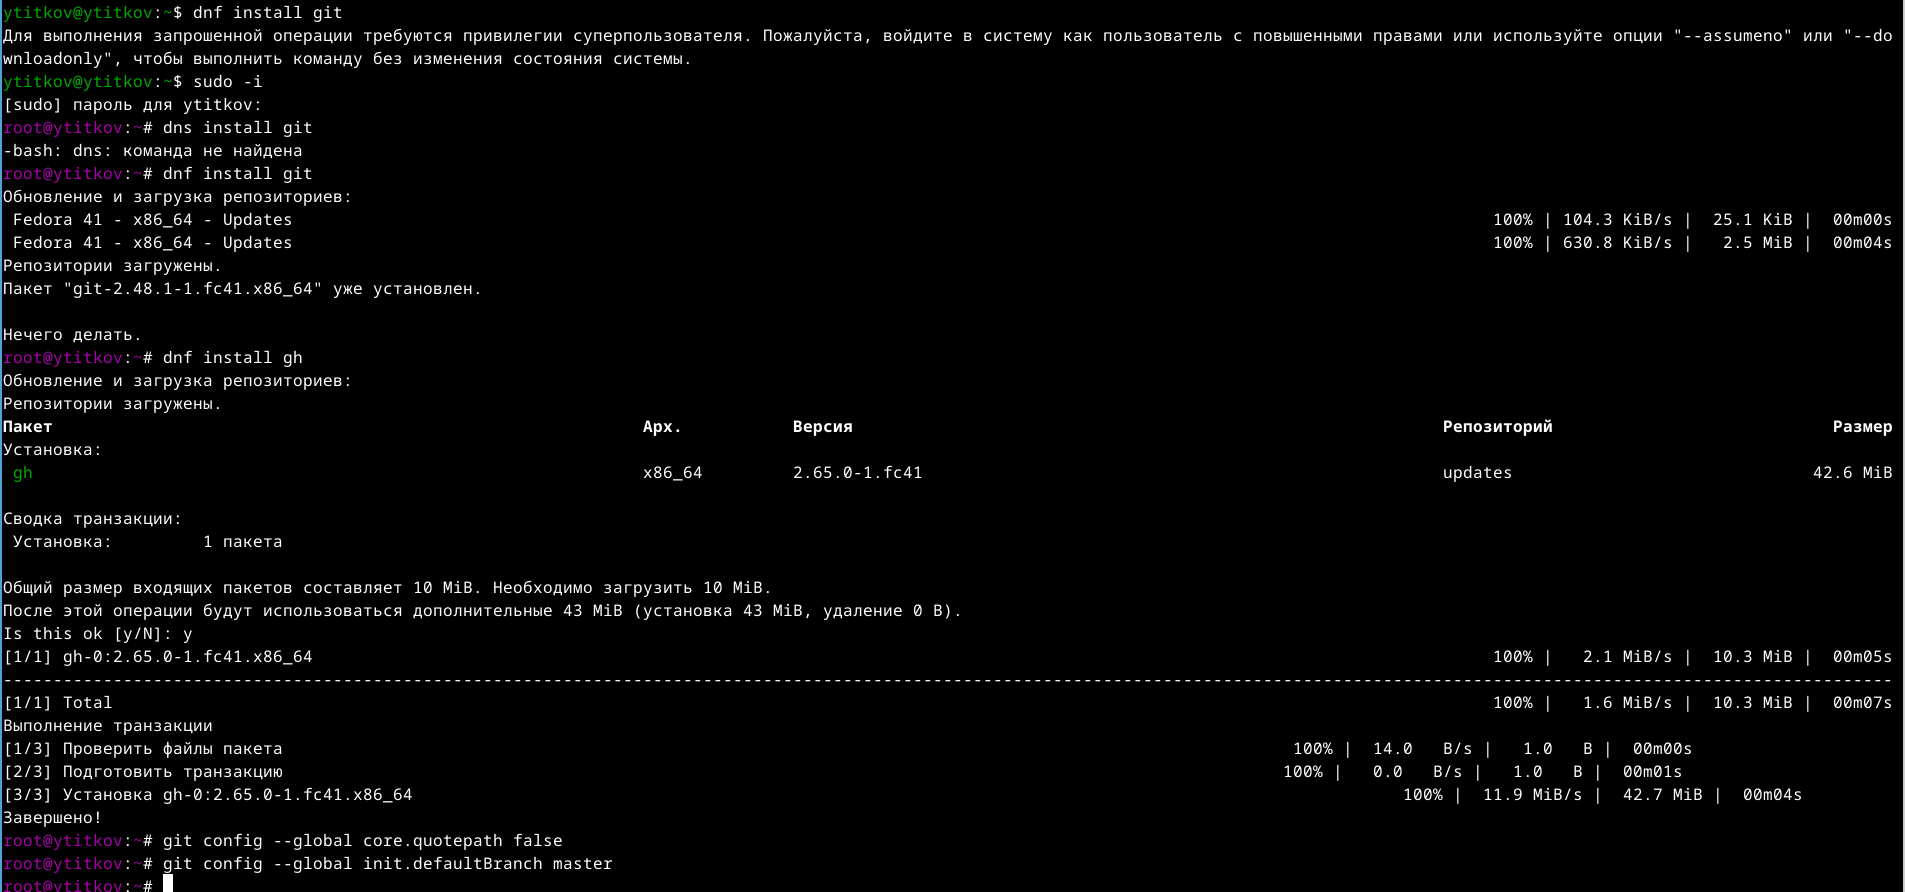 ytitkov@ytitkov:~$ dnf install git
Для выполнения запрошенной операции требуются привилегии суперпользователя. Пожалуйста, войдите в систему как пользователь с повышенными правами или используйте опции "--assumeno" или "--do
wnloadonly", чтобы выполнить команду без изменения состояния системы.
ytitkov@ytitkov:~$ sudo -i
[sudo] пароль для ytitkov:
root@ytitkov:~# dns install git
-bash: dns: команда не найдена
root@ytitkov:~# dnf install git
Обновление и загрузка репозиториев:
 Fedora 41 - x86_64 - Updates 100% | 104.3 KiB/s | 25.1 KiB | 00m00s
 Fedora 41 - x86_64 - Updates 100% | 630.8 KiB/s | 2.5 MiB | 00m04s
Репозитории загружены.
Пакет "git-2.48.1-1.fc41.x86_64" уже установлен.

Нечего делать.
root@ytitkov:~# dnf install gh
Обновление и загрузка репозиториев:
Репозитории загружены.
Пакет Арх. Версия Репозиторий Размер
Установка:
 gh x86_64 2.65.0-1.fc41 updates 42.6 MiB

Сводка транзакции:
 Установка: 1 пакета

Общий размер входящих пакетов составляет 10 MiB. Необходимо загрузить 10 MiB.
После этой операции будут использоваться дополнительные 43 MiB (установка 43 MiB, удаление 0 B).
Is this ok [y/N]: y
[1/1] gh-0:2.65.0-1.fc41.x86_64 100% | 2.1 MiB/s | 10.3 MiB | 00m05s
---------------------------------------------------------------------------------------------------------------------------------------------------------------------------------------------
[1/1] Total 100% | 1.6 MiB/s | 10.3 MiB | 00m07s
Выполнение транзакции
[1/3] Проверить файлы пакета 100% | 14.0 B/s | 1.0 B | 00m00s
[2/3] Подготовить транзакцию 100% | 0.0 B/s | 1.0 B | 00m01s
[3/3] Установка gh-0:2.65.0-1.fc41.x86_64 100% | 11.9 MiB/s | 42.7 MiB | 00m04s
Завершено!
root@ytitkov:~# git config --global core.quotepath false
root@ytitkov:~# git config --global init.defaultBranch master
root@ytitkov:~#